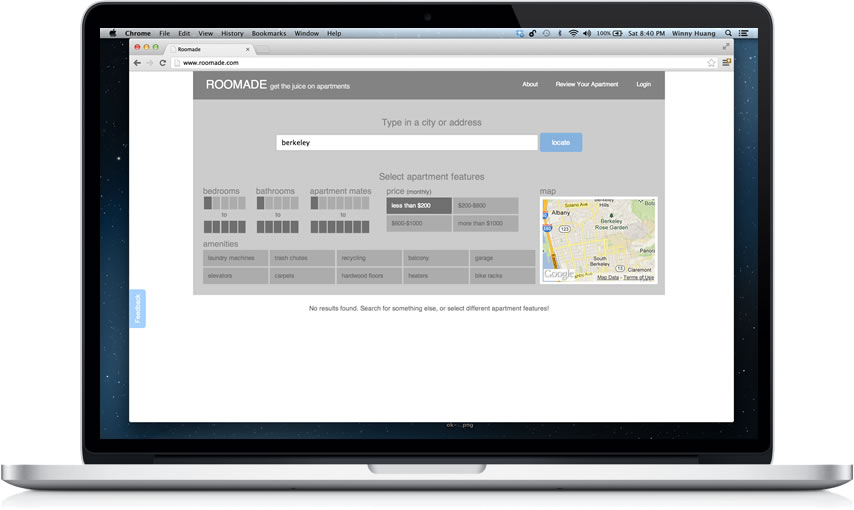 Chrome File Edit View History Bookmarks Window Help 100% Sat 8:40 PM Winny Huang
Roomade
www.roomade.com
ROOMADE get the juice on apartments About Review Your Apartment Login
Type in a city or address
berkeley locate
Select apartment features
bedrooms bathrooms apartment mates price (monthly) map
less than $200 $200-$600
to to to
$600-$1000 more than $1000
amenities
laundry machines trash chutes recycling balcony garage
elevators carpets hardwood floors heaters bike racks
Solano Ave Berkeley Hills
Albany
Berkeley Rose Garden
123
580
South Berkeley
13 Claremont
Google Map Data - Terms of Use
Feedback
No results found. Search for something else, or select different apartment features!
ok-..png